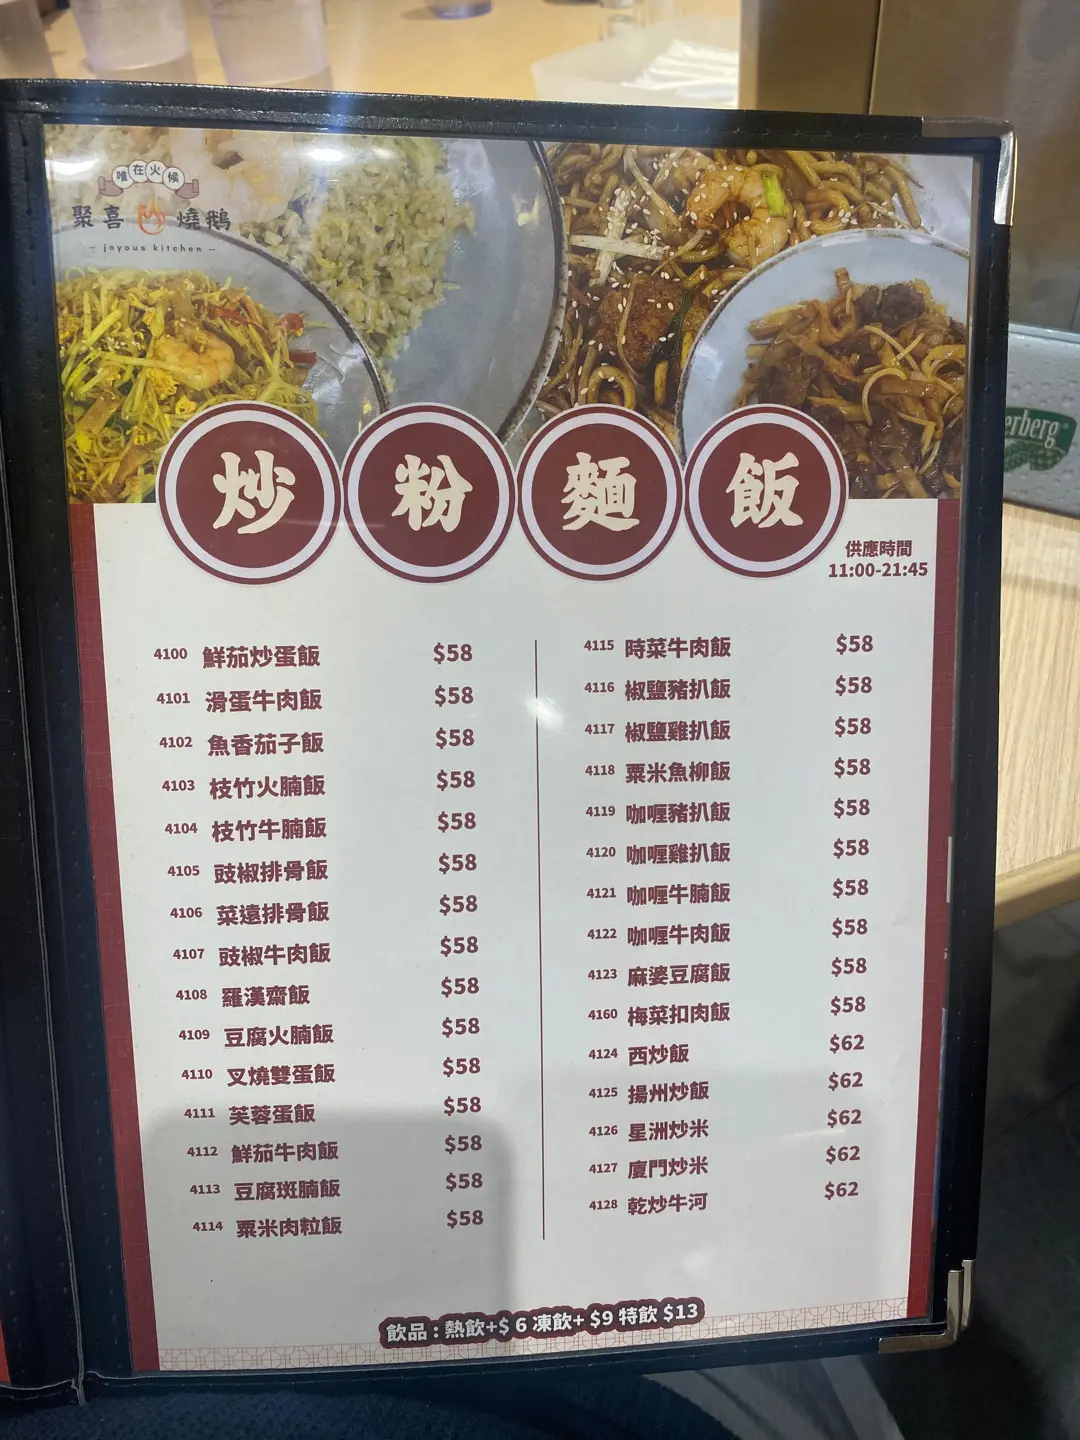 唯在火候
聚喜燒鵝
joyous kitchen
炒粉麵飯
供應時間
11:00-21:45
4100 鮮茄炒蛋飯 $58
4101 滑蛋牛肉飯 $58
4102 魚香茄子飯 $58
4103 枝竹火腩飯 $58
4104 枝竹牛腩飯 $58
4105 豉椒排骨飯 $58
4106 菜遠排骨飯 $58
4107 豉椒牛肉飯 $58
4108 羅漢齋飯 $58
4109 豆腐火腩飯 $58
4110 叉燒雙蛋飯 $58
4111 芙蓉蛋飯 $58
4112 鮮茄牛肉飯 $58
4113 豆腐斑腩飯 $58
4114 粟米肉粒飯 $58
4115 時菜牛肉飯 $58
4116 椒鹽豬扒飯 $58
4117 椒鹽雞扒飯 $58
4118 粟米魚柳飯 $58
4119 咖喱豬扒飯 $58
4120 咖喱雞扒飯 $58
4121 咖喱牛腩飯 $58
4122 咖喱牛肉飯 $58
4123 麻婆豆腐飯 $58
4160 梅菜扣肉飯 $58
4124 西炒飯 $62
4125 揚州炒飯 $62
4126 星洲炒米 $62
4127 廈門炒米 $62
4128 乾炒牛河 $62
飲品 : 熱飲+$ 6 凍飲+ $9 特飲 $13
erberg